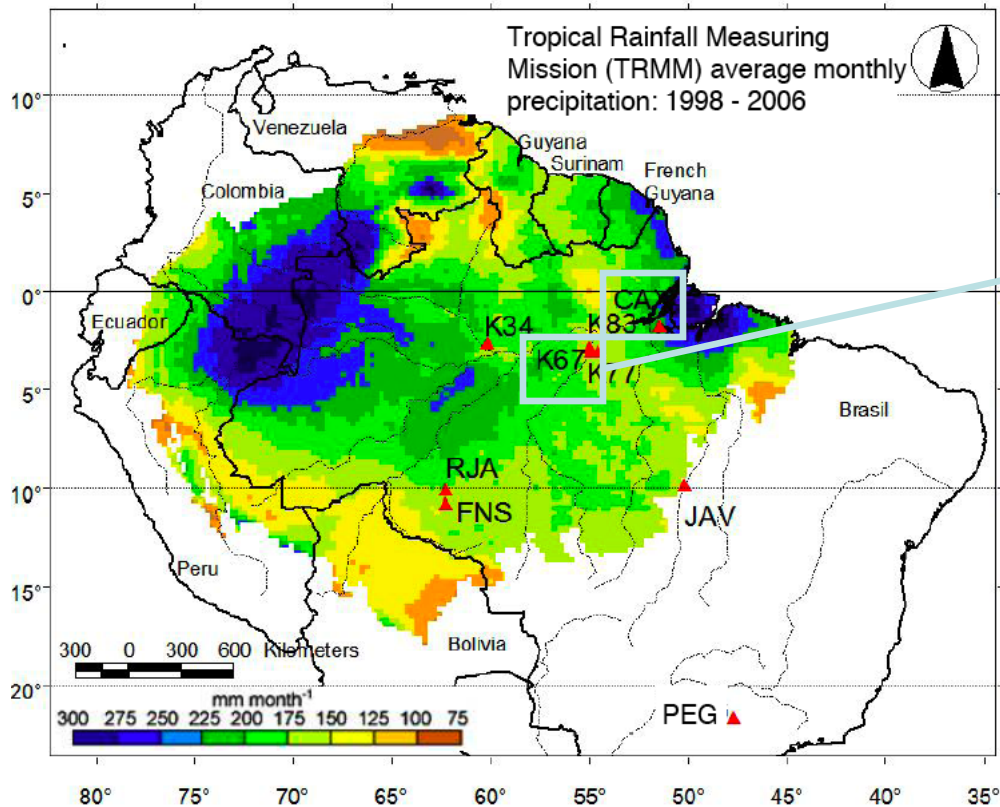 Tropical Rainfall Measuring
Mission (TRMM) average monthly
precipitation: 1998 - 2006
10°
Venezuela
Guyana
Surinam
French
Guyana
5°
Colombia
0°
CAX
Ecuador
K34
K83
K67
K77
5°
Brasil
RJA
10°
FNS
JAV
Peru
15°
Bolivia
300 0 300 600 Kilometers
20°
mm month-1
300 275 250 225 200 175 150 125 100 75
PEG
80° 75° 70° 65° 60° 55° 50° 45° 40° 35°